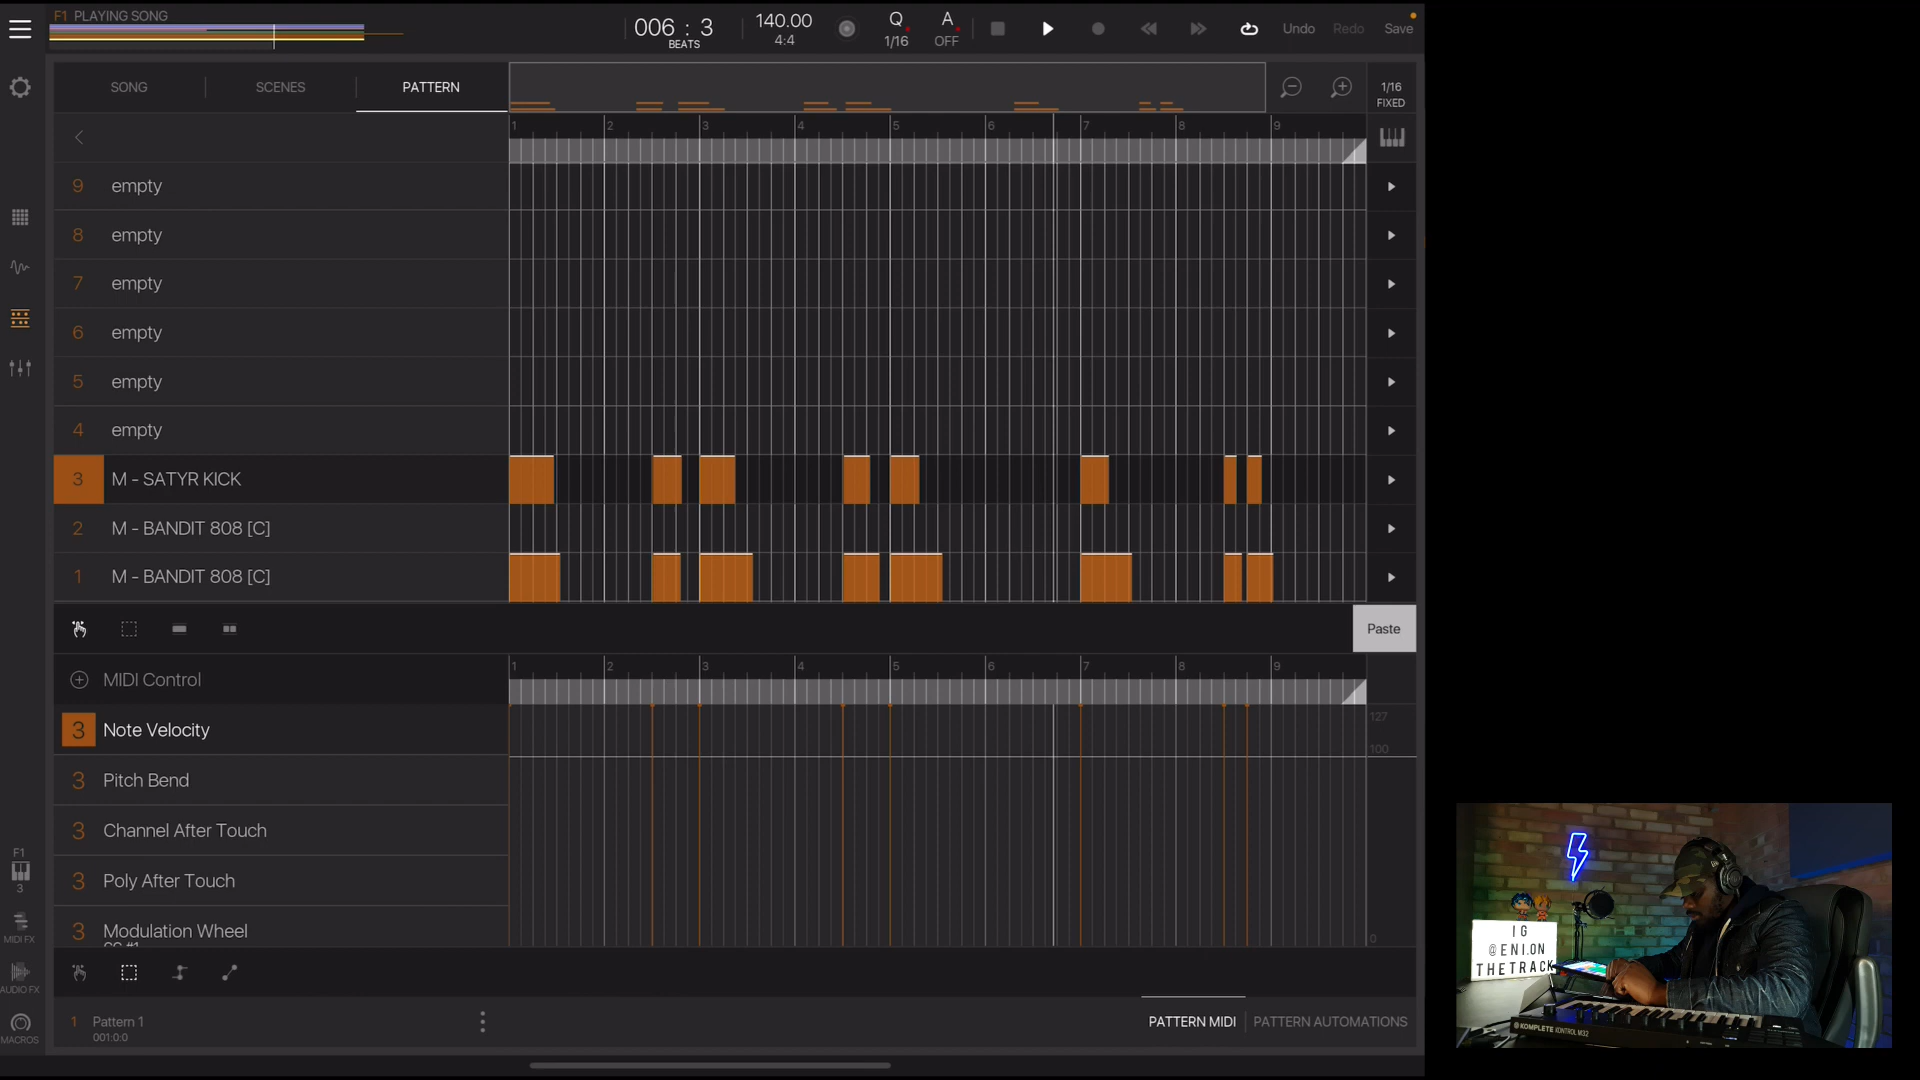 F1 PLAYING SONG
006 : 3
BEATS
140.00
4:4
Q
1/16
A
OFF
Undo
Redo
Save
SONG
SCENES
PATTERN
1/16
FIXED
1 2 3 4 5 6 7 8 9
9 empty
8 empty
7 empty
6 empty
5 empty
4 empty
3 M - SATYR KICK
2 M - BANDIT 808 [C]
1 M - BANDIT 808 [C]
Paste
MIDI Control
1 2 3 4 5 6 7 8 9
3 Note Velocity
127
100
3 Pitch Bend
3 Channel After Touch
3 Poly After Touch
3 Modulation Wheel
CC #1
0
F1
3
MIDI FX
AUDIO FX
MACROS
1 Pattern 1
001:0:0
PATTERN MIDI
PATTERN AUTOMATIONS
IG
@ENI.ON
THETRACK
KOMPLETE KONTROL M32